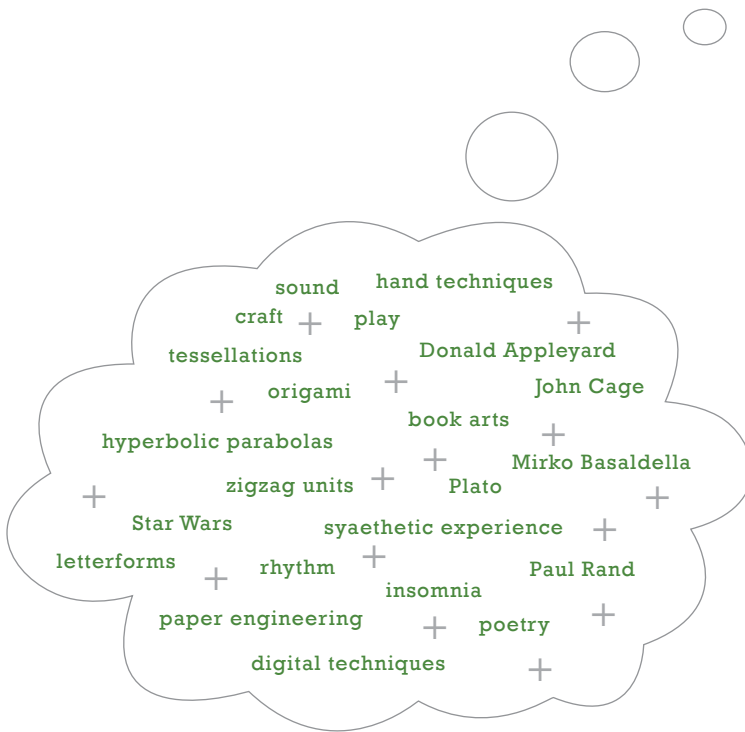 sound
hand techniques
craft
play
tessellations
Donald Appleyard
origami
John Cage
book arts
hyperbolic parabolas
Mirko Basaldella
zigzag units
Plato
Star Wars
syaethetic experience
letterforms
rhythm
Paul Rand
insomnia
paper engineering
poetry
digital techniques